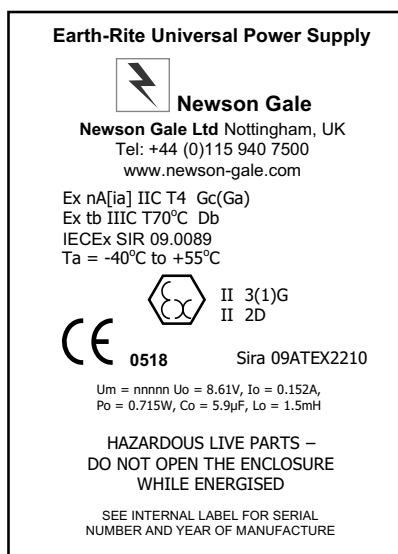 Earth-Rite Universal Power Supply
Newson Gale
Newson Gale Ltd Nottingham, UK
Tel: +44 (0)115 940 7500
www.newson-gale.com
Ex nA[ia] IIC T4 Gc(Ga)
Ex tb IIIC T70°C Db
IECEx SIR 09.0089
Ta = -40°C to +55°C
Ex II 3(1)G
II 2D
CE 0518 Sira 09ATEX2210
Um = nnnnn Uo = 8.61V, Io = 0.152A,
Po = 0.715W, Co = 5.9µF, Lo = 1.5mH
HAZARDOUS LIVE PARTS –
DO NOT OPEN THE ENCLOSURE
WHILE ENERGISED
SEE INTERNAL LABEL FOR SERIAL
NUMBER AND YEAR OF MANUFACTURE